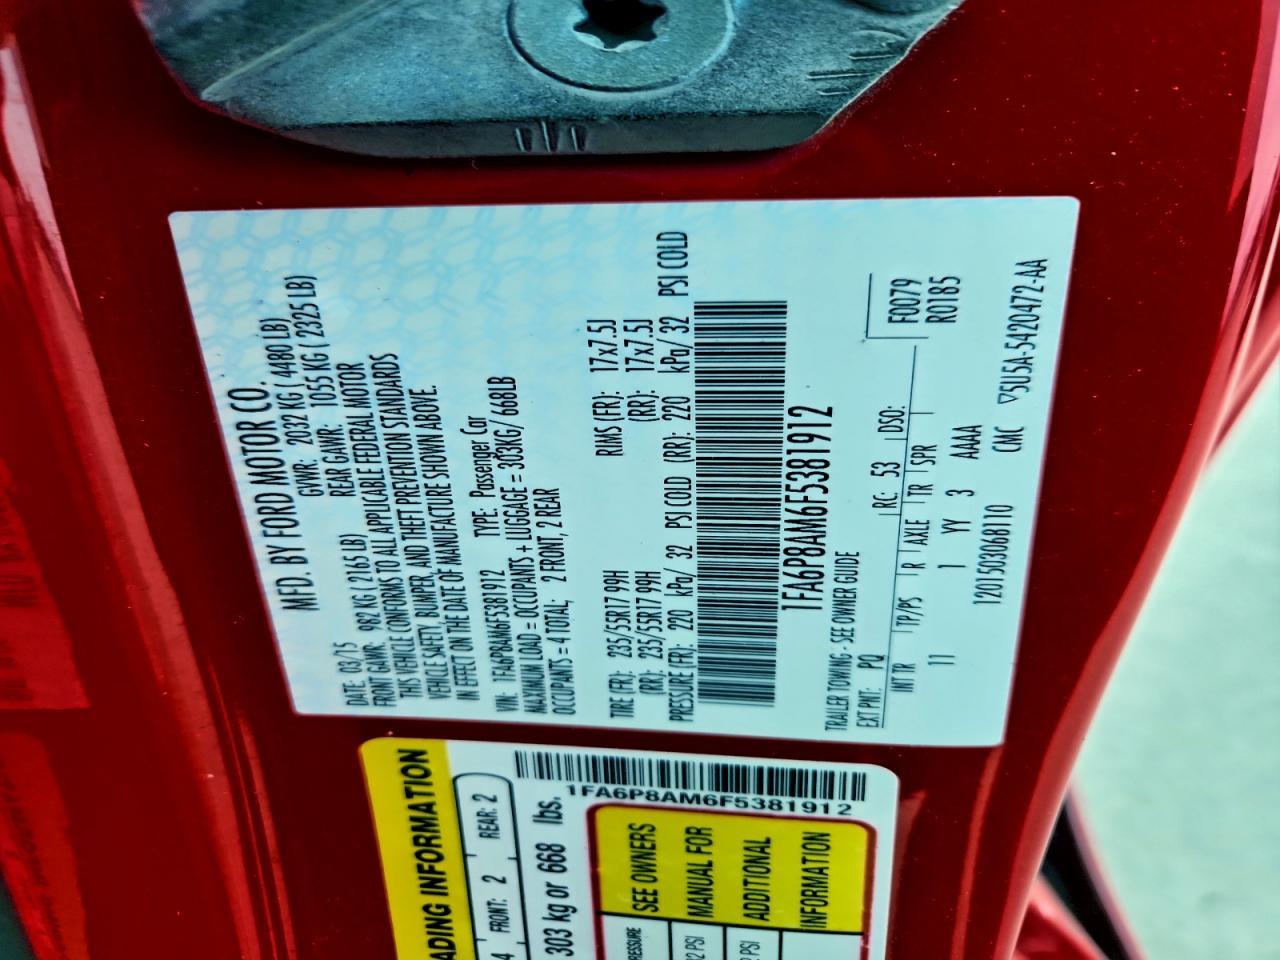 MFD. BY FORD MOTOR CO.
DATE: 03/15 GVWR: 2032 KG ( 4480 LB)
FRONT GAWR: 982 KG ( 2165 LB) REAR GAWR: 1055 KG ( 2325 LB)
THIS VEHICLE CONFORMS TO ALL APPLICABLE FEDERAL MOTOR
VEHICLE SAFETY, BUMPER, AND THEFT PREVENTION STANDARDS
IN EFFECT ON THE DATE OF MANUFACTURE SHOWN ABOVE.
VIN: 1FA6P8AM6F5381912 TYPE: Passenger Car
MAXIMUM LOAD = OCCUPANTS + LUGGAGE = 303KG/ 668LB
OCCUPANTS = 4 TOTAL; 2 FRONT, 2 REAR
TIRE (FR): 235/55R17 99H RIMS (FR): 17x7.5J
(RR): 235/55R17 99H (RR): 17x7.5J
PRESSURE (FR): 220 kPa/ 32 PSI COLD (RR): 220 kPa/ 32 PSI COLD
1FA6P8AM6F5381912
TRAILER TOWING - SEE OWNER GUIDE
EXT PNT: PQ RC: 53 DSO: F0079
INT TR TP/PS R AXLE TR SPR R0185
11 1 YY 3 AAAA
12015030068110 CMC ▽5U5A-5420472-AA
ADING INFORMATION
4 FRONT: 2 REAR: 2
303 kg or 668 lbs.
1FA6P8AM6F5381912
SEE OWNERS
MANUAL FOR
ADDTIONAL
INFORMATION
PSI
PSI